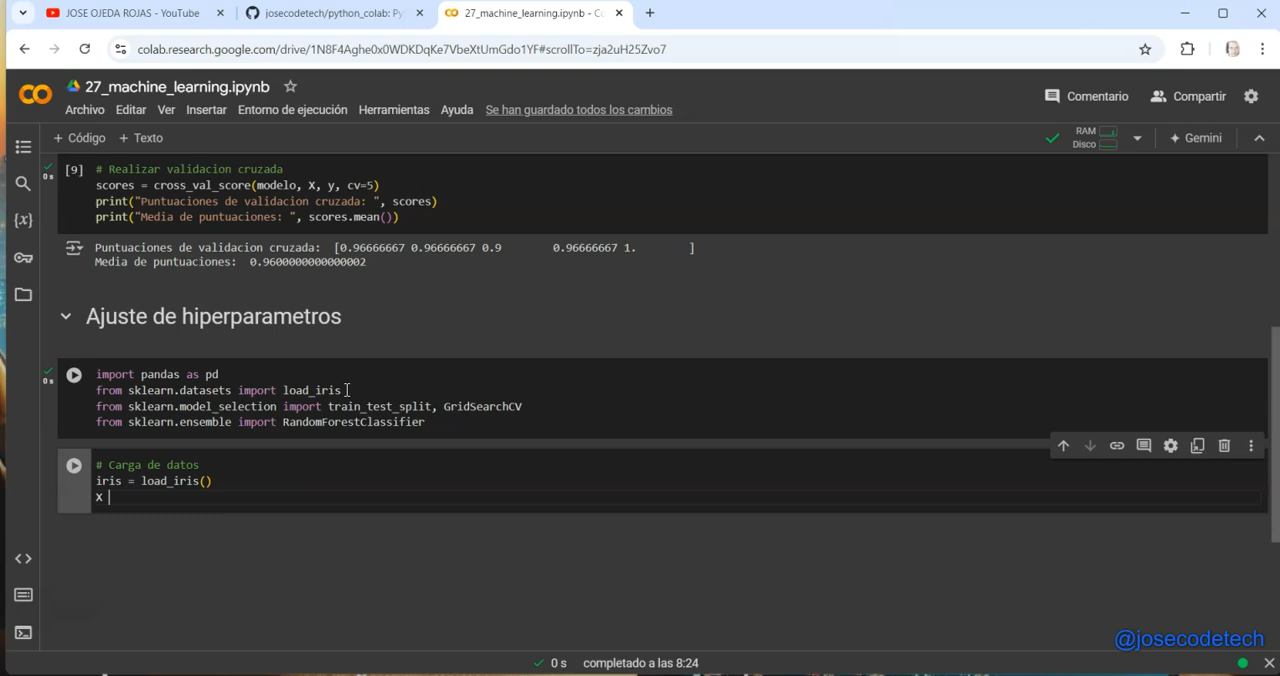 JOSE OJEDA ROJAS - YouTube
josecodetech/python_colab: Py
27_machine_learning.ipynb - Co
colab.research.google.com/drive/1N8F4Aghe0x0WDKDqKe7VbeXtUmGdo1YF#scrollTo=zja2uH25Zvo7
27_machine_learning.ipynb
Archivo Editar Ver Insertar Entorno de ejecución Herramientas Ayuda Se han guardado todos los cambios
Comentario Compartir
+ Código + Texto
RAM
Disco
Gemini
[9] # Realizar validacion cruzada
0 s
scores = cross_val_score(modelo, X, y, cv=5)
print("Puntuaciones de validacion cruzada: ", scores)
print("Media de puntuaciones: ", scores.mean())
Puntuaciones de validacion cruzada: [0.96666667 0.96666667 0.9 0.96666667 1. ]
Media de puntuaciones: 0.9600000000000002
Ajuste de hiperparametros
import pandas as pd
0 s
from sklearn.datasets import load_iris
from sklearn.model_selection import train_test_split, GridSearchCV
from sklearn.ensemble import RandomForestClassifier
# Carga de datos
iris = load_iris()
X
@josecodetech
0 s completado a las 8:24